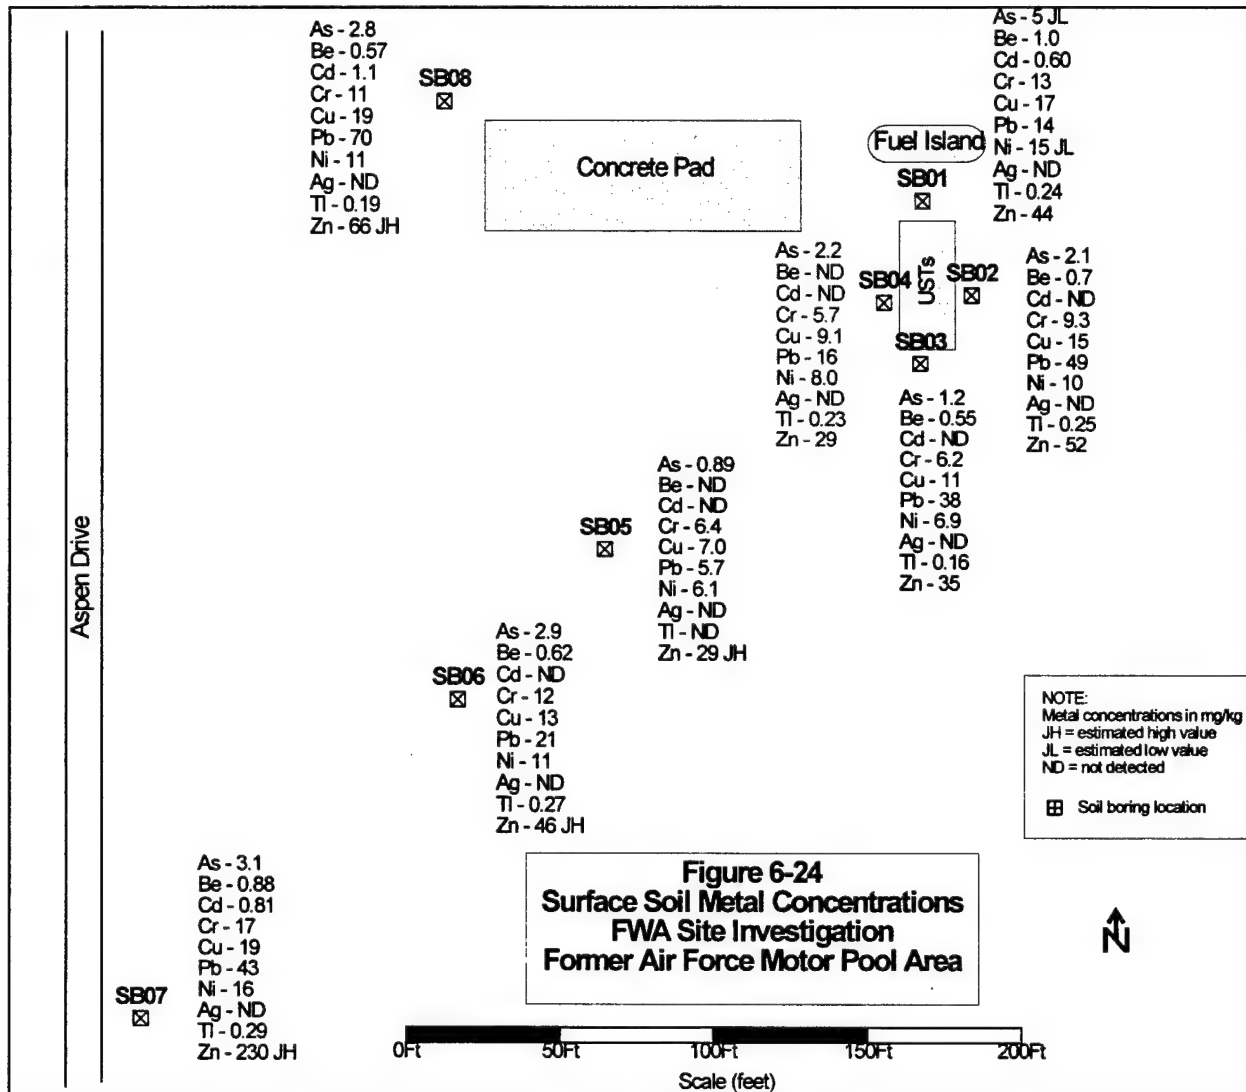 As - 2.8
Be - 0.57
Cd - 1.1
Cr - 11
Cu - 19
Pb - 70
Ni - 11
Ag - ND
Tl - 0.19
Zn - 66 JH
SB08
Concrete Pad
Fuel Island
SB01
As - 5 JL
Be - 1.0
Cd - 0.60
Cr - 13
Cu - 17
Pb - 14
Ni - 15 JL
Ag - ND
Tl - 0.24
Zn - 44
As - 2.2
Be - ND
Cd - ND
Cr - 5.7
Cu - 9.1
Pb - 16
Ni - 8.0
Ag - ND
Tl - 0.23
Zn - 29
SB04
USTs
SB02
As - 2.1
Be - 0.7
Cd - ND
Cr - 9.3
Cu - 15
Pb - 49
Ni - 10
Ag - ND
Tl - 0.25
Zn - 52
SB03
As - 1.2
Be - 0.55
Cd - ND
Cr - 6.2
Cu - 11
Pb - 38
Ni - 6.9
Ag - ND
Tl - 0.16
Zn - 35
SB05
As - 0.89
Be - ND
Cd - ND
Cr - 6.4
Cu - 7.0
Pb - 5.7
Ni - 6.1
Ag - ND
Tl - ND
Zn - 29 JH
Aspen Drive
SB06
As - 2.9
Be - 0.62
Cd - ND
Cr - 12
Cu - 13
Pb - 21
Ni - 11
Ag - ND
Tl - 0.27
Zn - 46 JH
NOTE:
Metal concentrations in mg/kg
JH = estimated high value
JL = estimated low value
ND = not detected
Soil boring location
SB07
As - 3.1
Be - 0.88
Cd - 0.81
Cr - 17
Cu - 19
Pb - 43
Ni - 16
Ag - ND
Tl - 0.29
Zn - 230 JH
Figure 6-24
Surface Soil Metal Concentrations
FWA Site Investigation
Former Air Force Motor Pool Area
N
0Ft 50Ft 100Ft 150Ft 200Ft
Scale (feet)